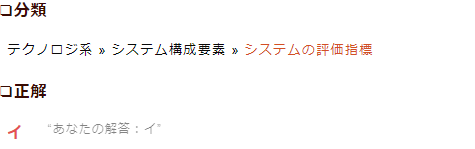 ❏分類
テクノロジ系 » システム構成要素 » システムの評価指標
❏正解
イ "あなたの解答：イ"